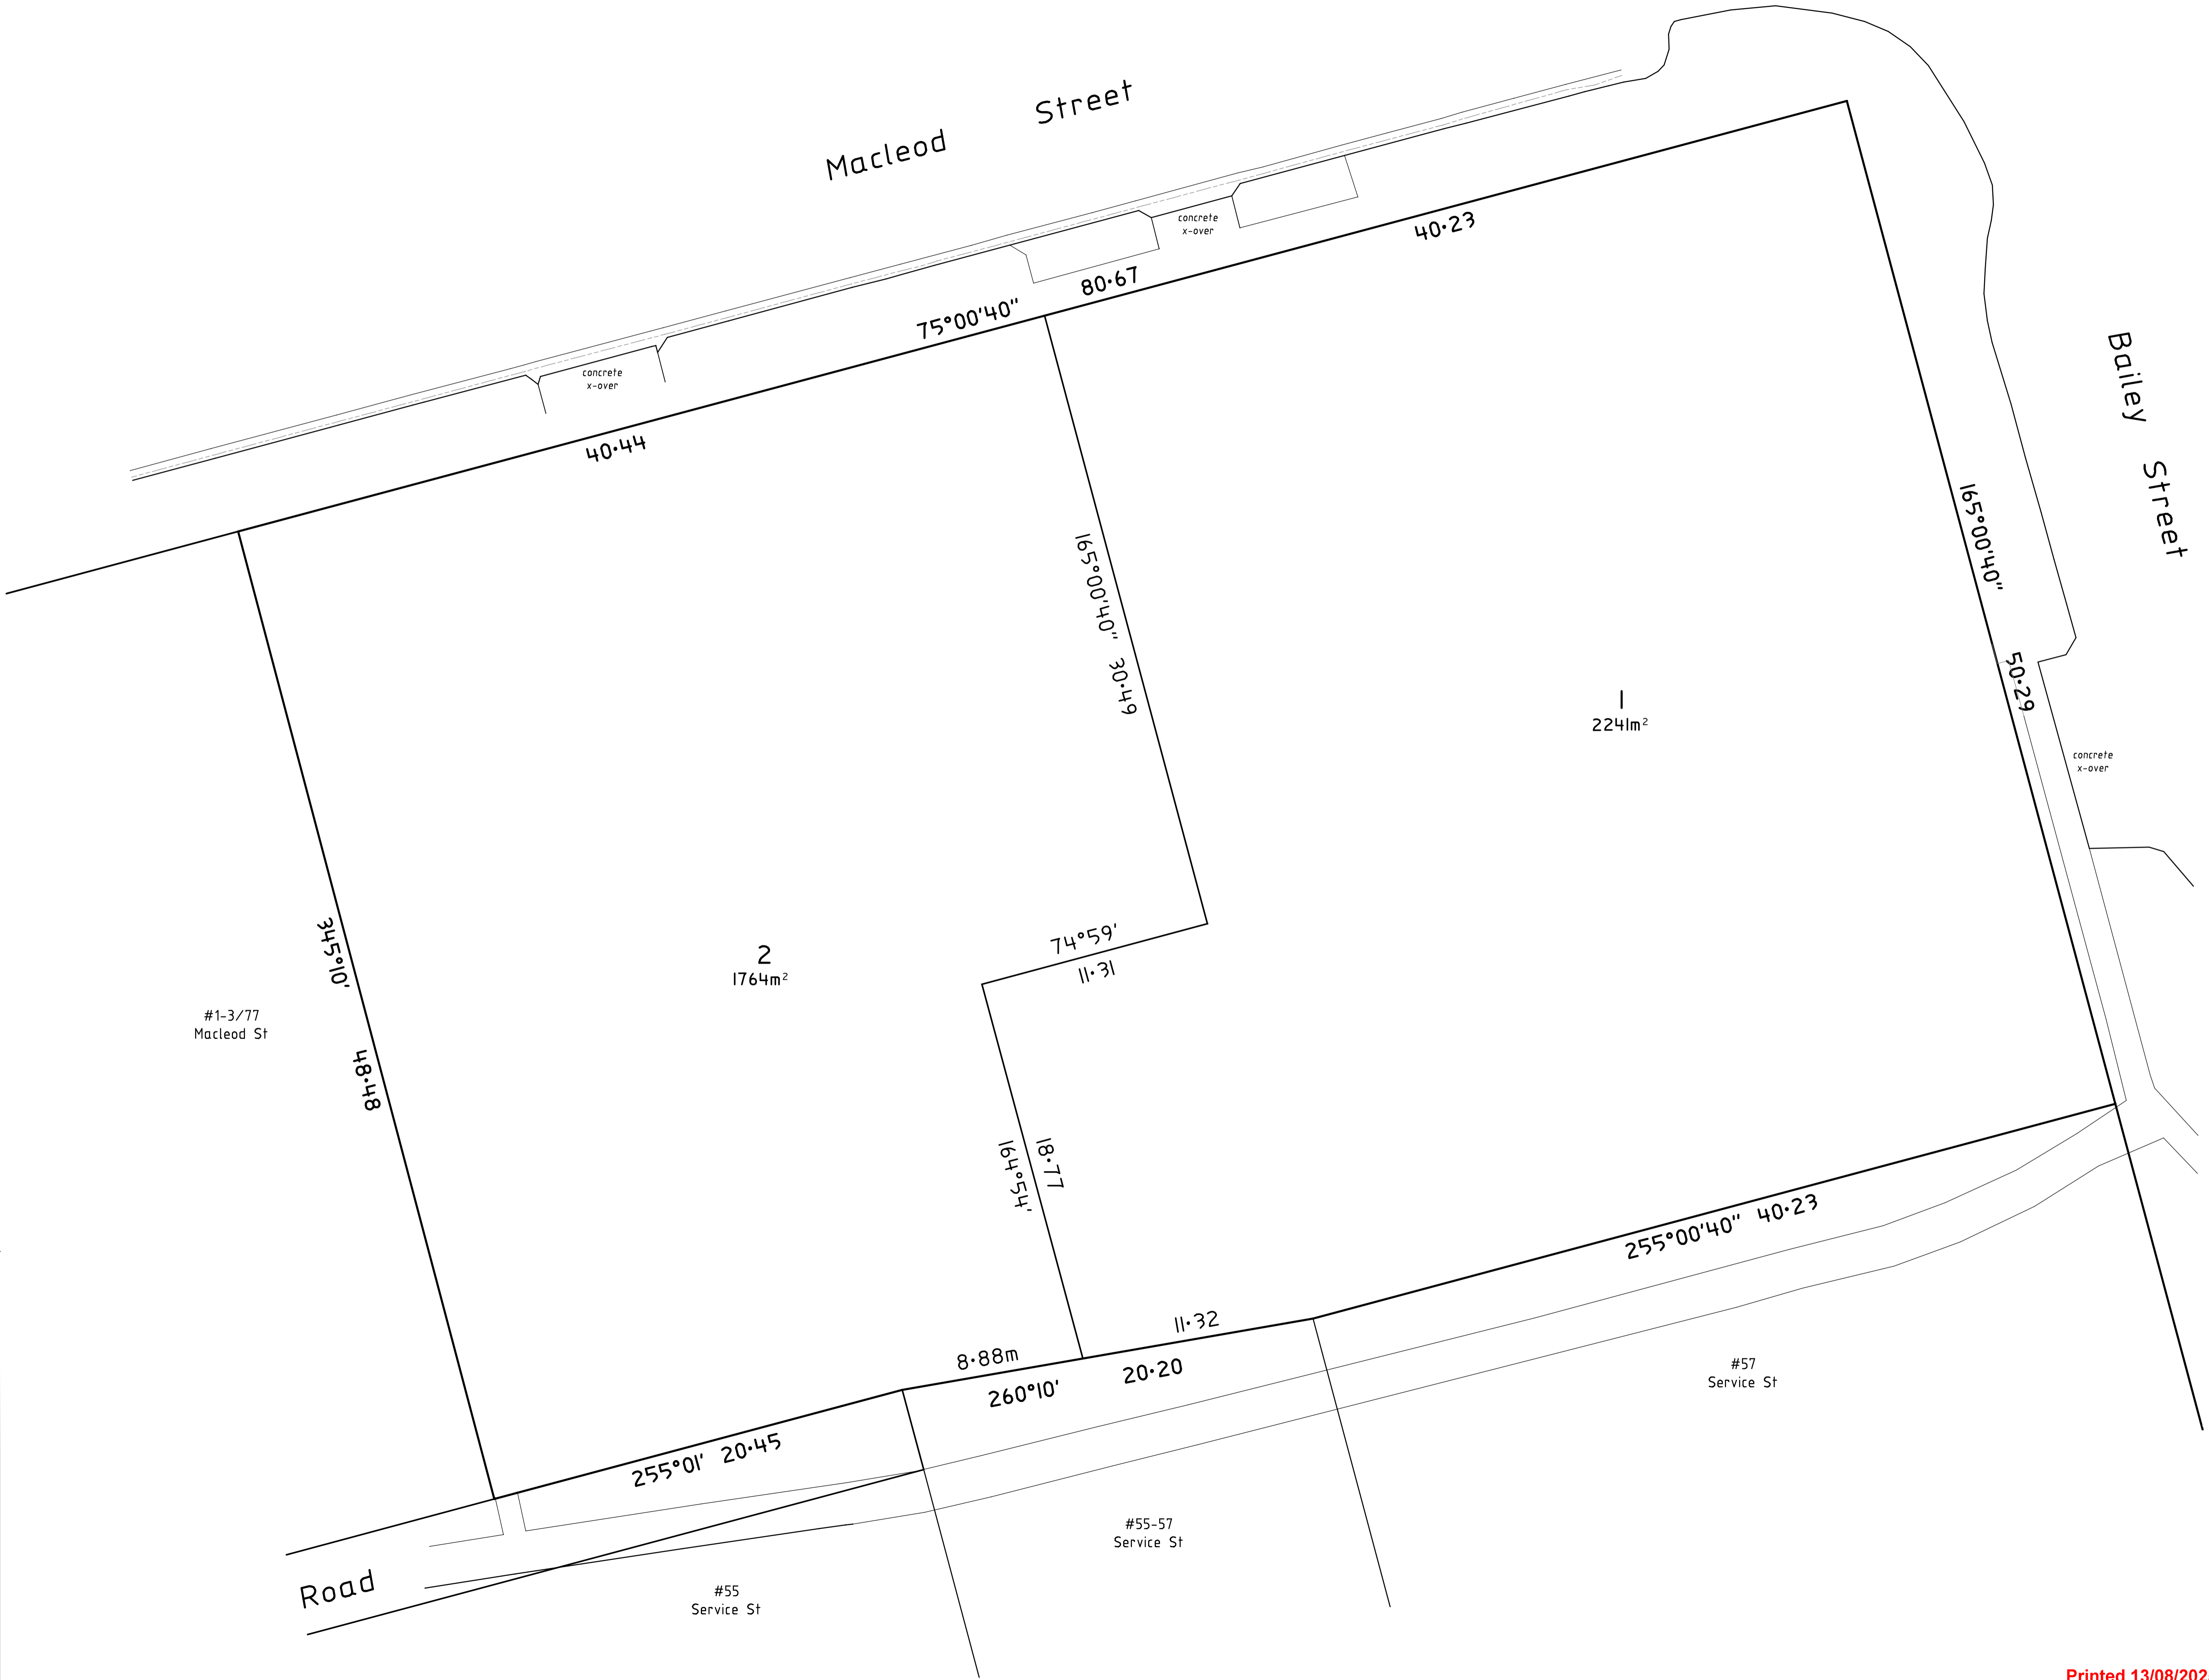 Macleod Street
Bailey Street
concrete
x-over
40·23
80·67
75°00'40"
concrete
x-over
40·44
165°00'40" 30·49
165°00'40" 50·29
1
2241m²
concrete
x-over
345°10' 48·48
2
1764m²
74°59'
11·31
#1-3/77
Macleod St
18·77
164°54'
255°00'40" 40·23
11·32
8·88m
260°10' 20·20
255°01' 20·45
#57
Service St
#55-57
Service St
Road
#55
Service St
Printed 13/08/202